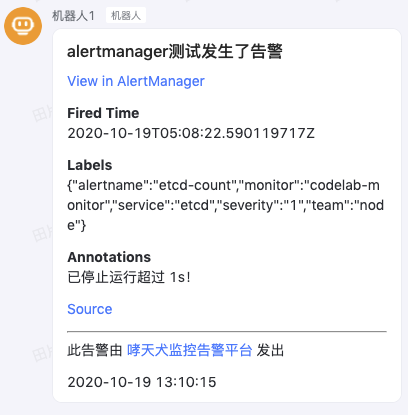 机器人1 机器人
alertmanager测试发生了告警
View in AlertManager
Fired Time
2020-10-19T05:08:22.590119717Z
Labels
{"alertname":"etcd-count","monitor":"codelab-m
onitor","service":"etcd","severity":"1","team":"nod
e"}
Annotations
已停止运行超过 1s!
Source
此告警由 哮天犬监控告警平台 发出
2020-10-19 13:10:15